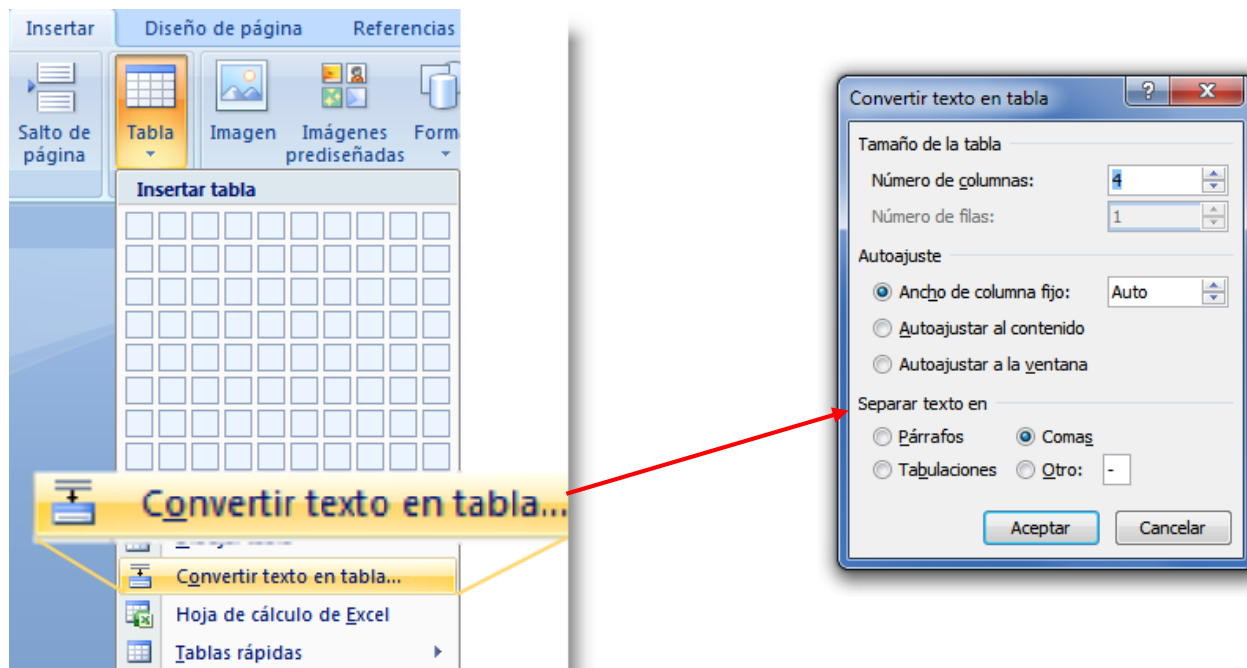 Insertar Diseño de página Referencias
Salto de página
Tabla
Imagen
Imágenes prediseñadas
Form
Insertar tabla
Convertir texto en tabla...
Convertir texto en tabla...
Hoja de cálculo de Excel
Tablas rápidas
Convertir texto en tabla
Tamaño de la tabla
Número de columnas: 4
Número de filas: 1
Autoajuste
Ancho de columna fijo: Auto
Autoajustar al contenido
Autoajustar a la ventana
Separar texto en
Párrafos Comas
Tabulaciones Otro: -
Aceptar Cancelar